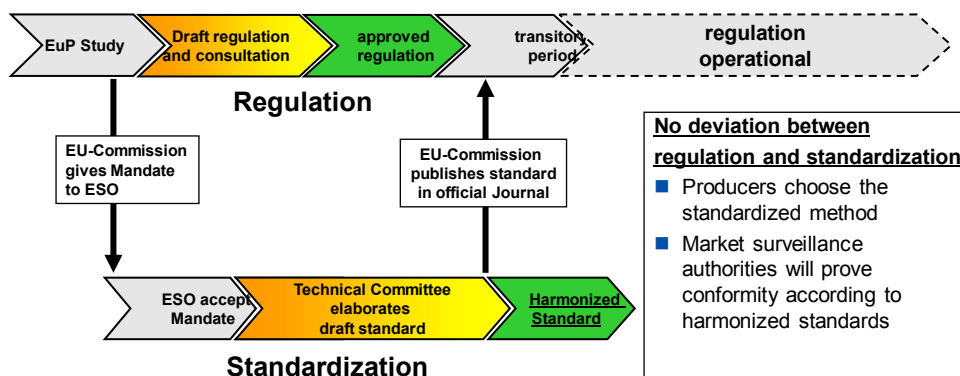 EuP Study
Draft regulation
and consultation
approved
regulation
transitory
period
regulation
operational
Regulation
EU-Commission
gives Mandate
to ESO
EU-Commission
publishes standard
in official Journal
No deviation between
regulation and standardization
Producers choose the
standardized method
Market surveillance
authorities will prove
conformity according to
harmonized standards
ESO accept
Mandate
Technical Committee
elaborates
draft standard
Harmonized
Standard
Standardization